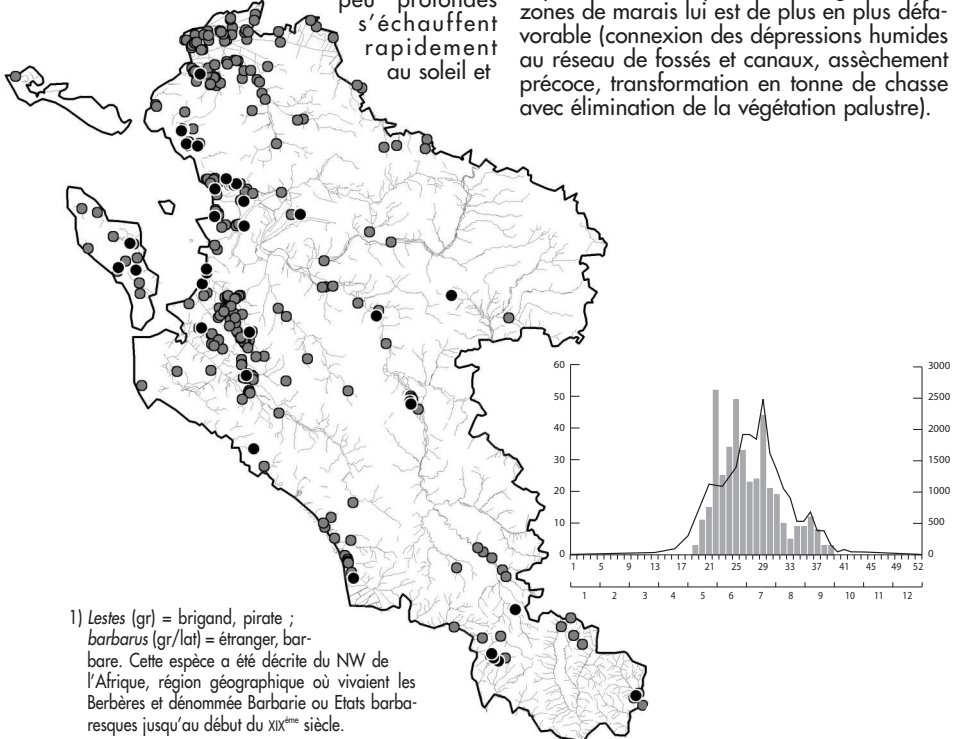 peu profondes
s’échauffent
rapidement
au soleil et
zones de marais lui est de plus en plus défa-
vorable (connexion des dépressions humides
au réseau de fossés et canaux, assèchement
précoce, transformation en tonne de chasse
avec élimination de la végétation palustre).
60
50
40
30
20
10
0
3000
2500
2000
1500
1000
500
0
1 5 9 13 17 21 25 29 33 37 41 45 49 52
1 2 3 4 5 6 7 8 9 10 11 12
1) Lestes (gr) = brigand, pirate ;
barbarus (gr/lat) = étranger, bar-
bare. Cette espèce a été décrite du NW de
l’Afrique, région géographique où vivaient les
Berbères et dénommée Barbarie ou Etats barba-
resques jusqu’au début du XIXème siècle.